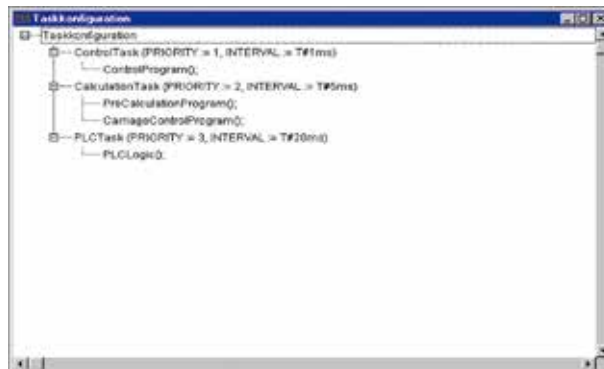 Taskkonfiguration
Taskkonfiguration
ControlTask (PRIORITY := 1, INTERVAL := T#1ms)
ControlProgram();
CalculationTask (PRIORITY := 2, INTERVAL := T#5ms)
PreCalculationProgram();
CarriageControlProgram();
PLCTask (PRIORITY := 3, INTERVAL := T#20ms)
PLCLogic();